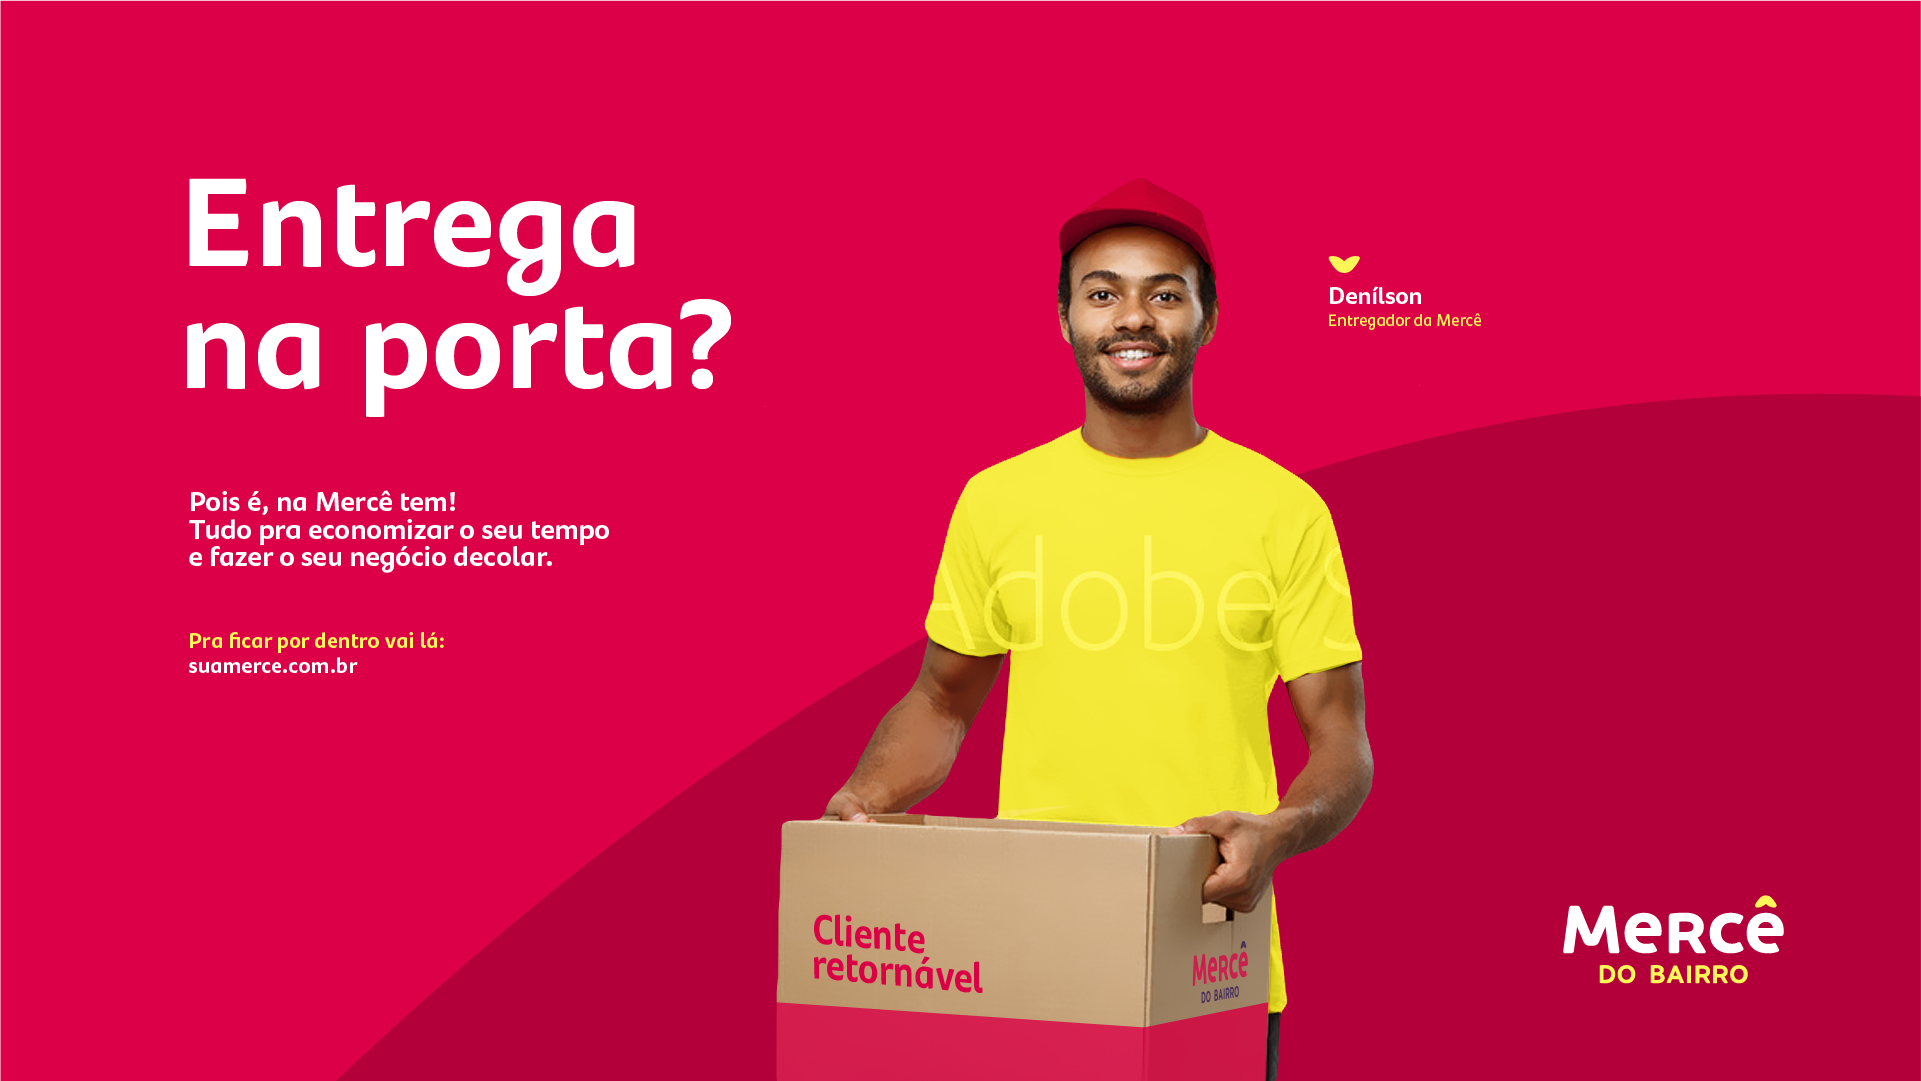 Entrega
na porta?
Pois é, na Mercê tem!
Tudo pra economizar o seu tempo
e fazer o seu negócio decolar.
Pra ficar por dentro vai lá:
suamerce.com.br
Denílson
Entregador da Mercê
Adobe S
Cliente
retornável
Mercê
DO BAIRRO
Mercê
DO BAIRRO